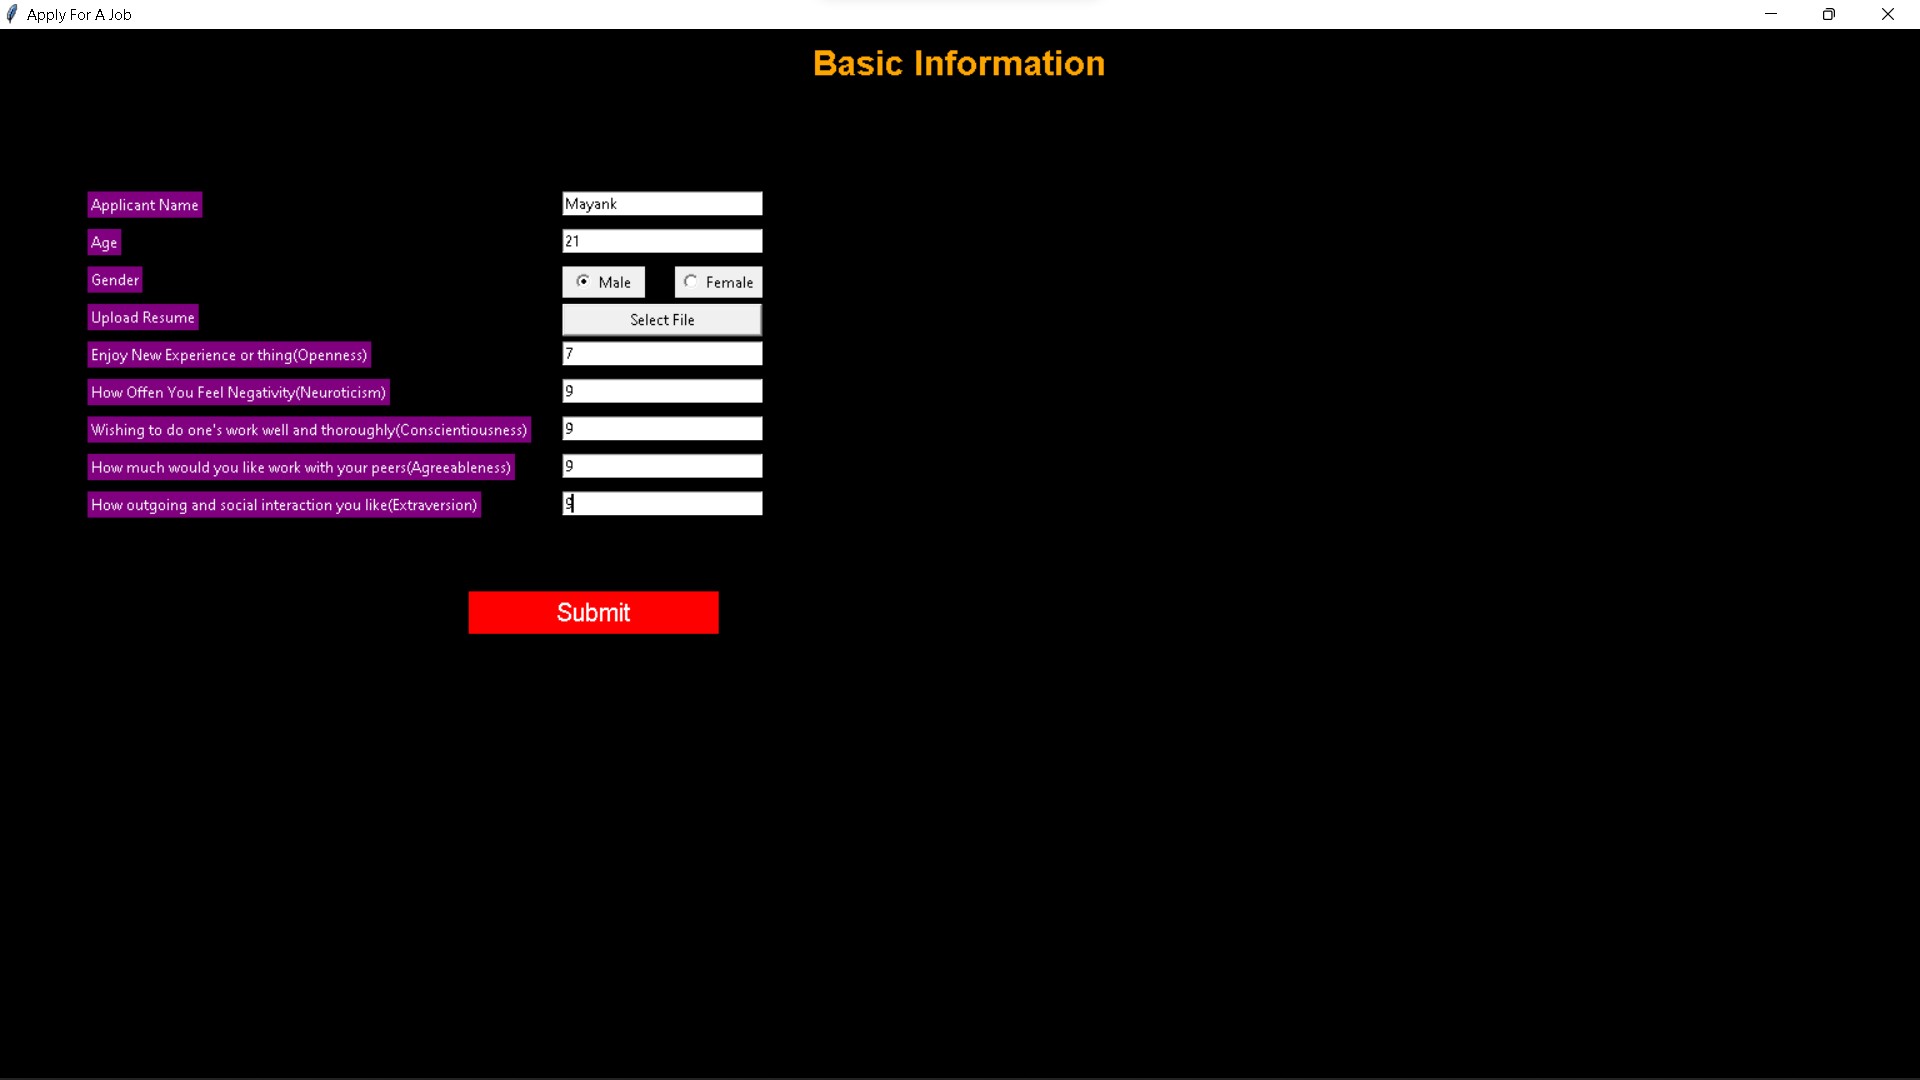 Apply For A Job
Basic Information
Applicant Name Mayank
Age 21
Gender Male Female
Upload Resume Select File
Enjoy New Experience or thing(Openness) 7
How Offen You Feel Negativity(Neuroticism) 9
Wishing to do one's work well and thoroughly(Conscientiousness) 9
How much would you like work with your peers(Agreeableness) 9
How outgoing and social interaction you like(Extraversion) 9
Submit